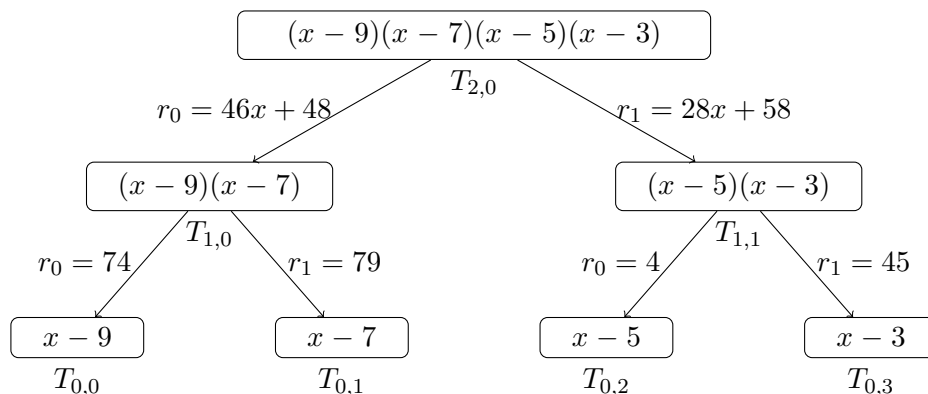 (x − 9)(x − 7)(x − 5)(x − 3)
T2,0
r0 = 46x + 48
r1 = 28x + 58
(x − 9)(x − 7)
(x − 5)(x − 3)
T1,0
T1,1
r0 = 74
r1 = 79
r0 = 4
r1 = 45
x − 9
x − 7
x − 5
x − 3
T0,0
T0,1
T0,2
T0,3